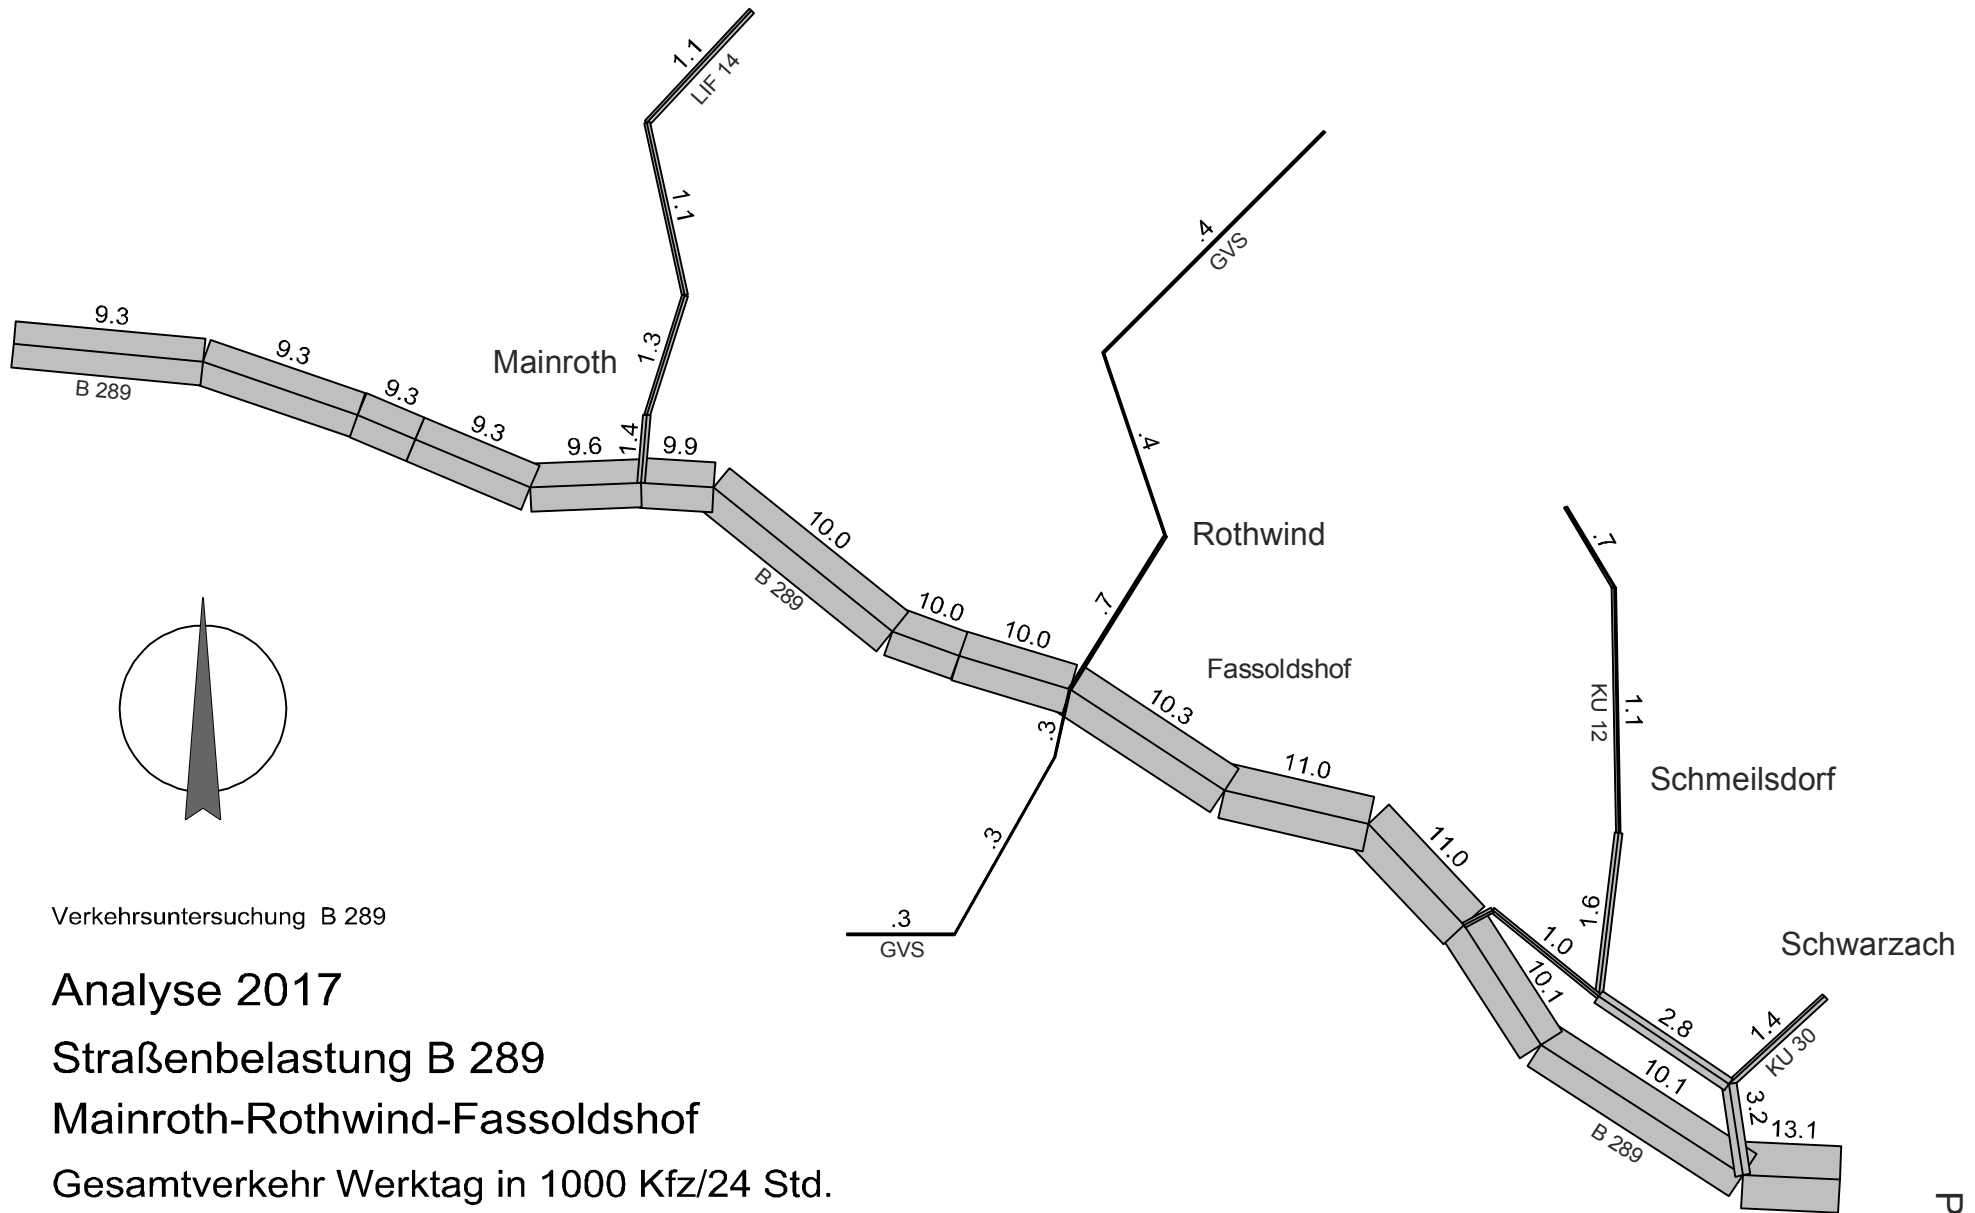 1.1
LIF 14
1.1
.4
GVS
9.3
9.3
1.3
Mainroth
9.3
B 289
9.3
.4
1.4
9.6
9.9
Rothwind
10.0
.7
B 289
.7
10.0
10.0
Fassoldshof
10.3
KU 12
1.1
.3
11.0
Schmeilsdorf
.3
11.0
1.6
.3
GVS
1.0
Schwarzach
10.1
2.8
1.4
KU 30
10.1
3.2
13.1
B 289
Verkehrsuntersuchung B 289
Analyse 2017
Straßenbelastung B 289
Mainroth-Rothwind-Fassoldshof
Gesamtverkehr Werktag in 1000 Kfz/24 Std.
P